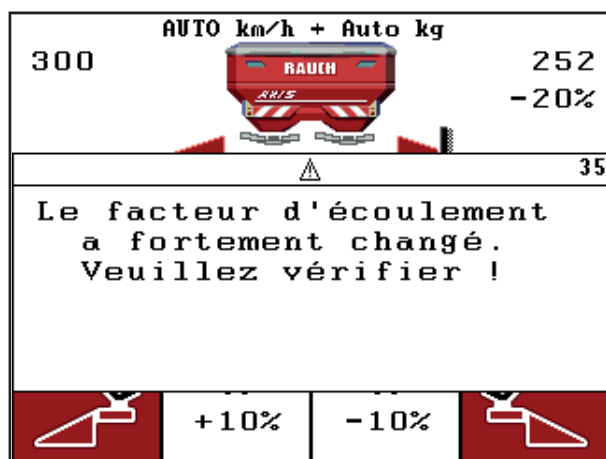 AUTO km/h + Auto kg
300
252
-20%
RAUCH
AXIS
35
Le facteur d'écoulement
a fortement changé.
Veuillez vérifier !
+10%
-10%